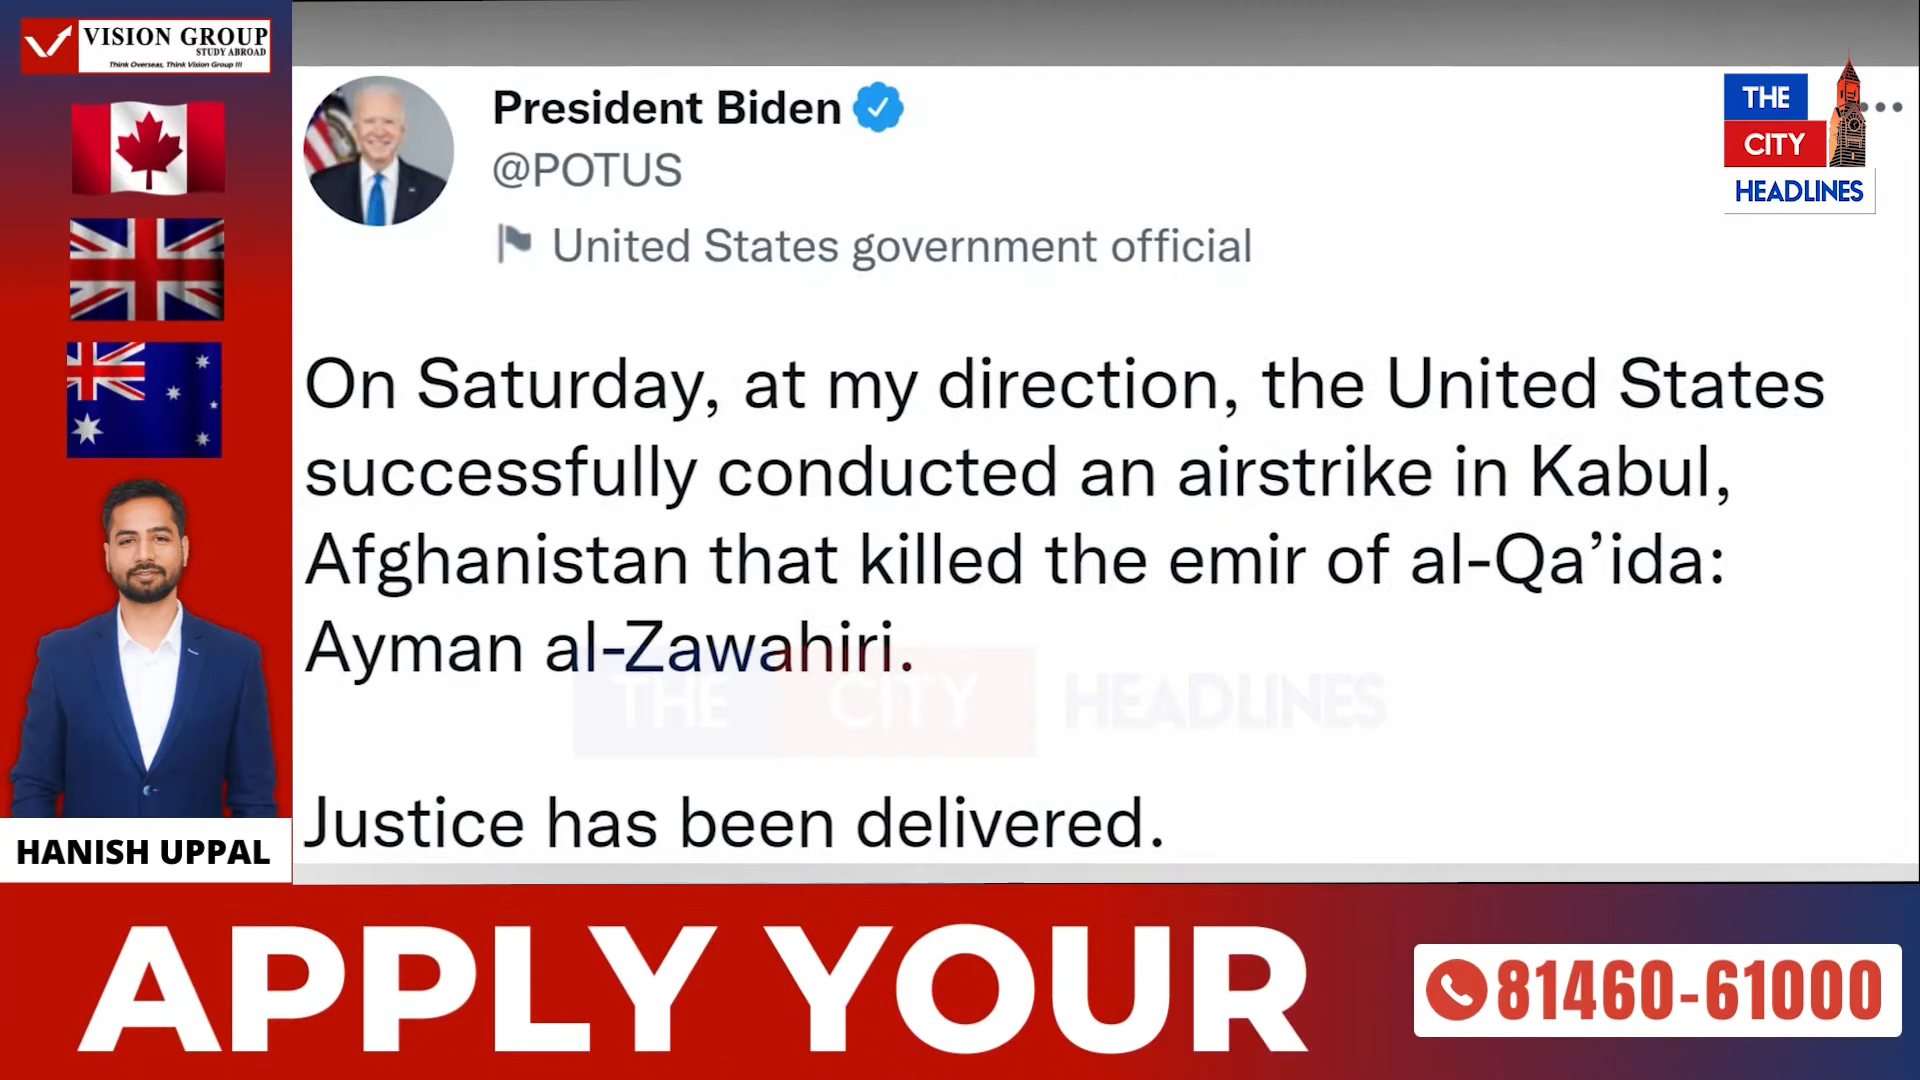 VISION GROUP
STUDY ABROAD
Think Overseas, Think Vision Group !!!
President Biden
@POTUS
United States government official
THE
CITY
HEADLINES
On Saturday, at my direction, the United States
successfully conducted an airstrike in Kabul,
Afghanistan that killed the emir of al-Qa’ida:
Ayman al-Zawahiri.
THE CITY HEADLINES
Justice has been delivered.
HANISH UPPAL
APPLY YOUR
81460-61000